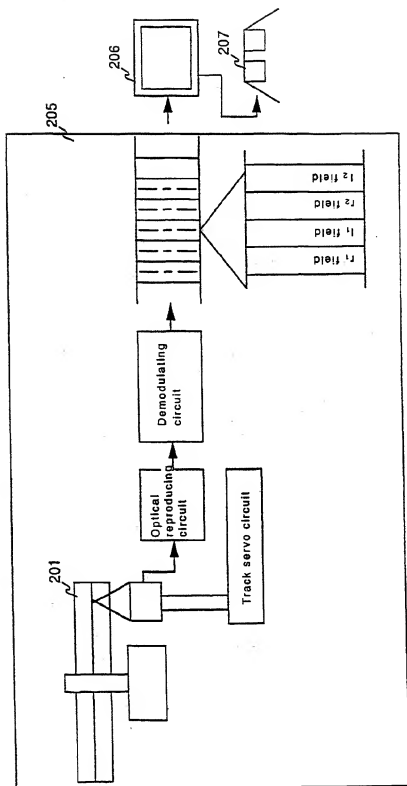 205
206
207
201
Optical
reproducing
circuit
Demodulating
circuit
Track servo circuit
r₁ field
l₁ field
r₂ field
l₂ field